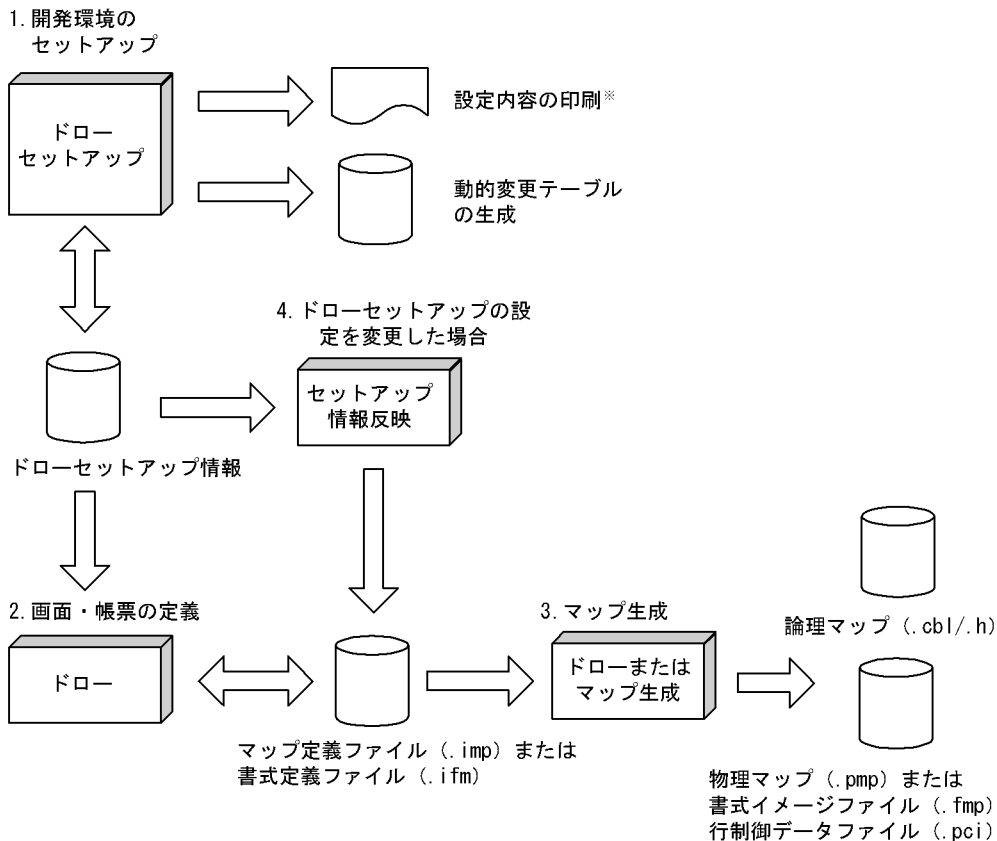 1. 開発環境の
セットアップ
ドロー
セットアップ
設定内容の印刷※
動的変更テーブル
の生成
4. ドローセットアップの設
定を変更した場合
セットアップ
情報反映
ドローセットアップ情報
2. 画面・帳票の定義
ドロー
マップ定義ファイル（.imp）または
書式定義ファイル（.ifm）
3. マップ生成
ドローまたは
マップ生成
論理マップ（.cbl/.h）
物理マップ（.pmp）または
書式イメージファイル（.fmp）
行制御データファイル（.pci）